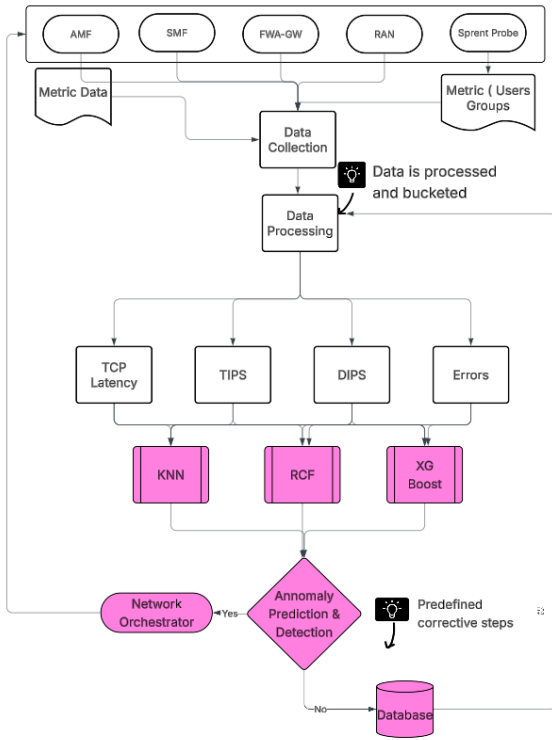 AMF
SMF
FWA-GW
RAN
Sprent Probe
Metric Data
Metric ( Users
Groups
Data
Collection
Data is processed
and bucketed
Data
Processing
TCP
Latency
TIPS
DIPS
Errors
KNN
RCF
XG
Boost
Annomaly
Prediction &
Detection
Yes
Network
Orchestrator
Predefined
corrective steps
No
Database